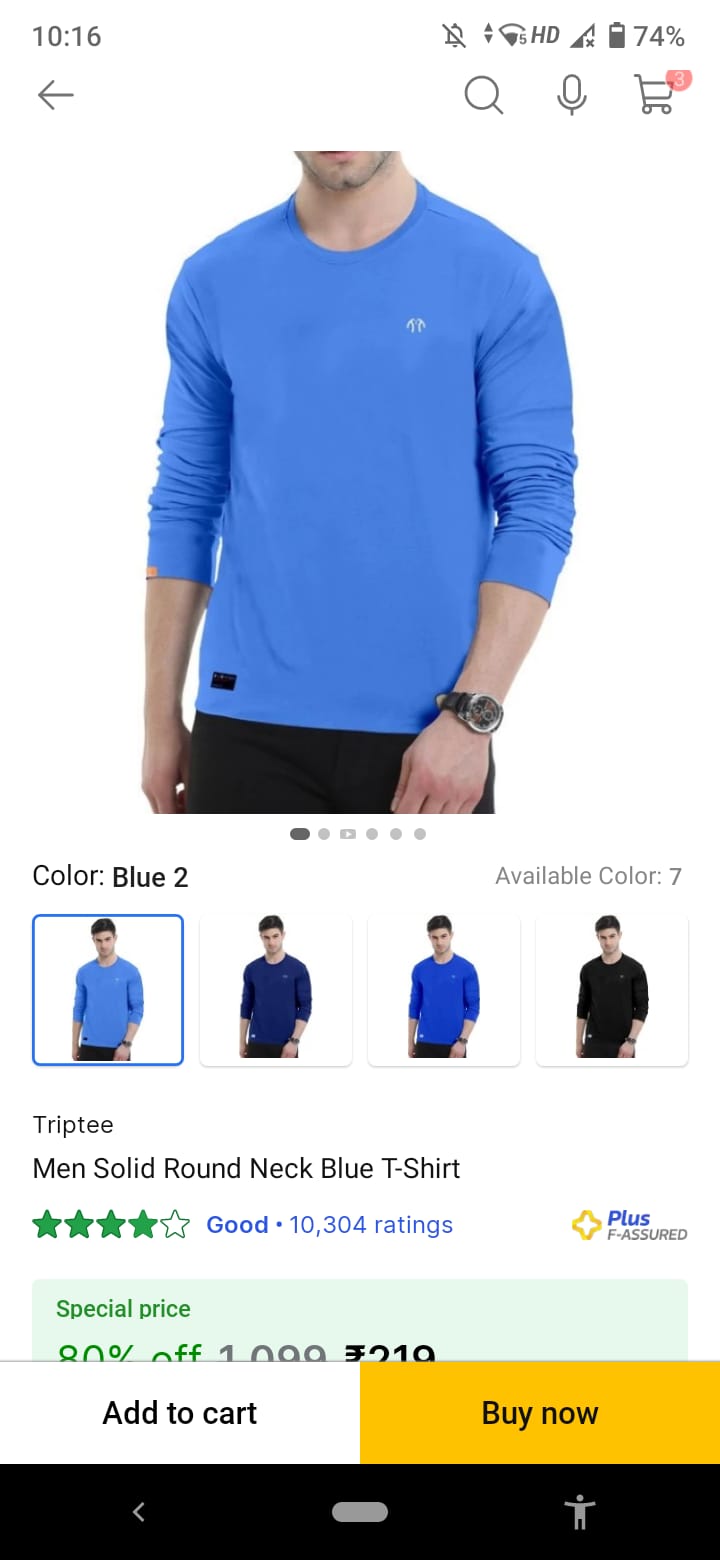 10:16
5 HD 74%
3
Color: Blue 2
Available Color: 7
Triptee
Men Solid Round Neck Blue T-Shirt
Good • 10,304 ratings
Plus
F-ASSURED
Special price
80% off 1,099 ₹219
Add to cart
Buy now